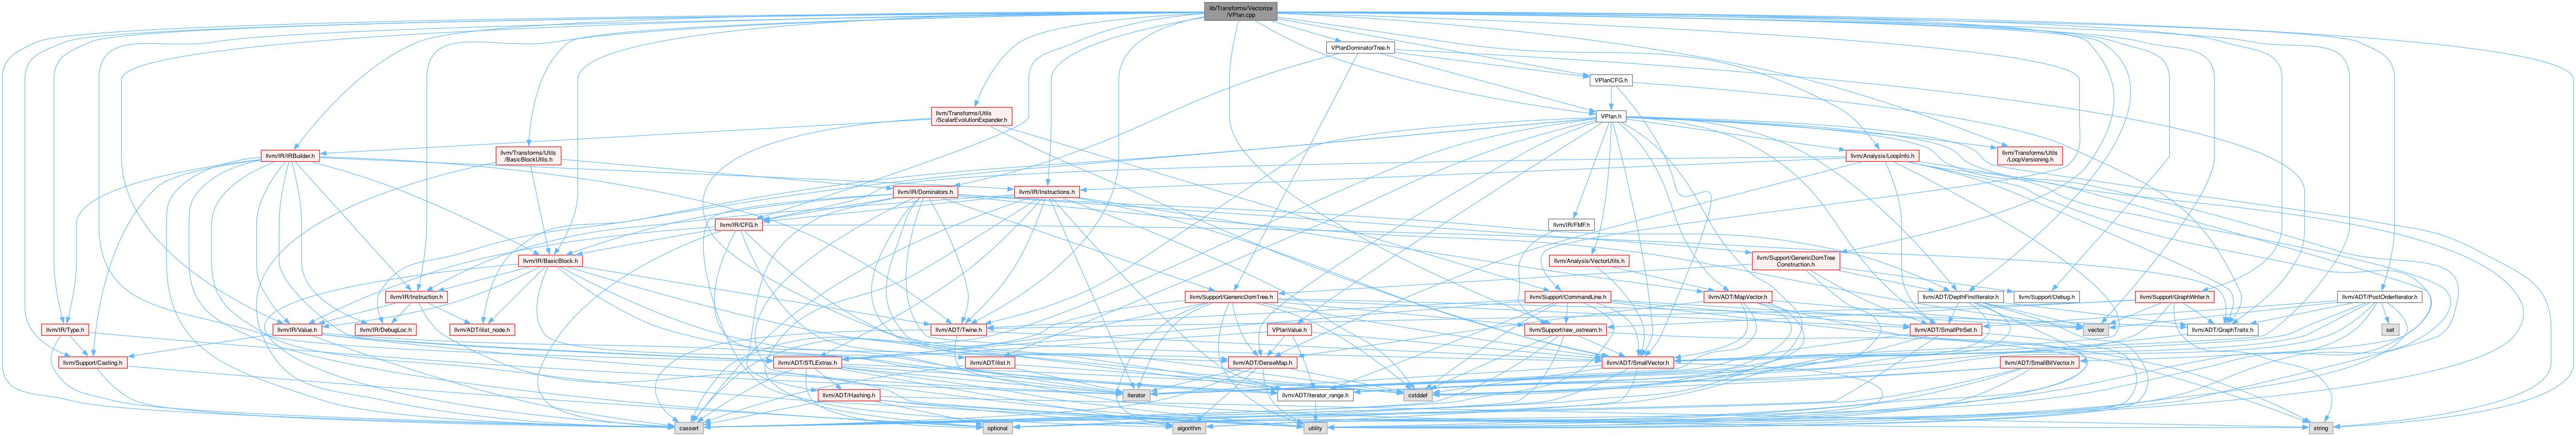 lib/Transforms/Vectorize
/VPlan.cpp
VPlanDominatorTree.h
VPlanCFG.h
llvm/Transforms/Utils
/ScalarEvolutionExpander.h
VPlan.h
llvm/IR/IRBuilder.h
llvm/Transforms/Utils
/BasicBlockUtils.h
llvm/Analysis/LoopInfo.h
llvm/Transforms/Utils
/LoopVersioning.h
llvm/IR/Dominators.h
llvm/IR/Instructions.h
llvm/IR/CFG.h
llvm/IR/FMF.h
llvm/IR/BasicBlock.h
llvm/Analysis/VectorUtils.h
llvm/Support/GenericDomTree
Construction.h
llvm/IR/Instruction.h
llvm/Support/GenericDomTree.h
llvm/Support/CommandLine.h
llvm/ADT/MapVector.h
llvm/ADT/DepthFirstIterator.h
llvm/Support/Debug.h
llvm/Support/GraphWriter.h
llvm/ADT/PostOrderIterator.h
llvm/IR/Type.h
llvm/IR/Value.h
llvm/IR/DebugLoc.h
llvm/ADT/ilist_node.h
llvm/ADT/Twine.h
VPlanValue.h
llvm/Support/raw_ostream.h
llvm/ADT/SmallPtrSet.h
vector
llvm/ADT/GraphTraits.h
set
llvm/Support/Casting.h
llvm/ADT/STLExtras.h
llvm/ADT/ilist.h
llvm/ADT/DenseMap.h
llvm/ADT/SmallVector.h
llvm/ADT/SmallBitVector.h
llvm/ADT/Hashing.h
iterator
llvm/ADT/iterator_range.h
cstddef
cassert
optional
algorithm
utility
string